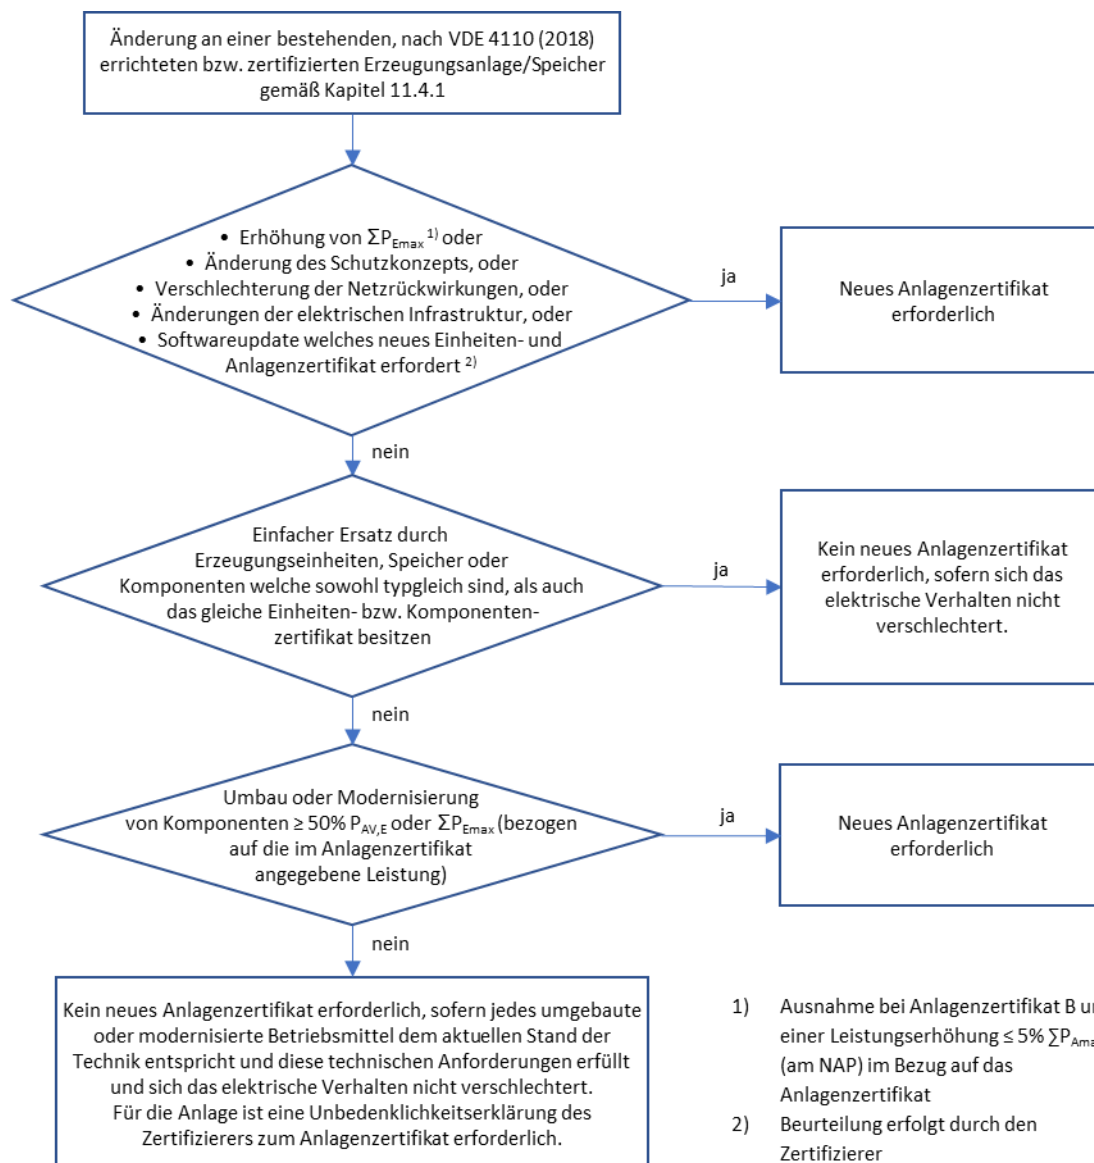 Änderung an einer bestehenden, nach VDE 4110 (2018)
errichteten bzw. zertifizierten Erzeugungsanlage/Speicher
gemäß Kapitel 11.4.1
• Erhöhung von ΣP_Emax ¹⁾ oder
• Änderung des Schutzkonzepts, oder
• Verschlechterung der Netzrückwirkungen, oder
• Änderungen der elektrischen Infrastruktur, oder
• Softwareupdate welches neues Einheiten- und
Anlagenzertifikat erfordert ²⁾
ja
Neues Anlagenzertifikat
erforderlich
nein
Einfacher Ersatz durch
Erzeugungseinheiten, Speicher oder
Komponenten welche sowohl typgleich sind, als auch
das gleiche Einheiten- bzw. Komponenten-
zertifikat besitzen
ja
Kein neues Anlagenzertifikat
erforderlich, sofern sich das
elektrische Verhalten nicht
verschlechtert.
nein
Umbau oder Modernisierung
von Komponenten ≥ 50% P_AV,E oder ΣP_Emax (bezogen
auf die im Anlagenzertifikat
angegebene Leistung)
ja
Neues Anlagenzertifikat
erforderlich
nein
Kein neues Anlagenzertifikat erforderlich, sofern jedes umgebaute
oder modernisierte Betriebsmittel dem aktuellen Stand der
Technik entspricht und diese technischen Anforderungen erfüllt
und sich das elektrische Verhalten nicht verschlechtert.
Für die Anlage ist eine Unbedenklichkeitserklärung des
Zertifizierers zum Anlagenzertifikat erforderlich.
1) Ausnahme bei Anlagenzertifikat B
einer Leistungserhöhung ≤ 5% ∑P
(am NAP) im Bezug auf das
Anlagenzertifikat
2) Beurteilung erfolgt durch den
Zertifizierer